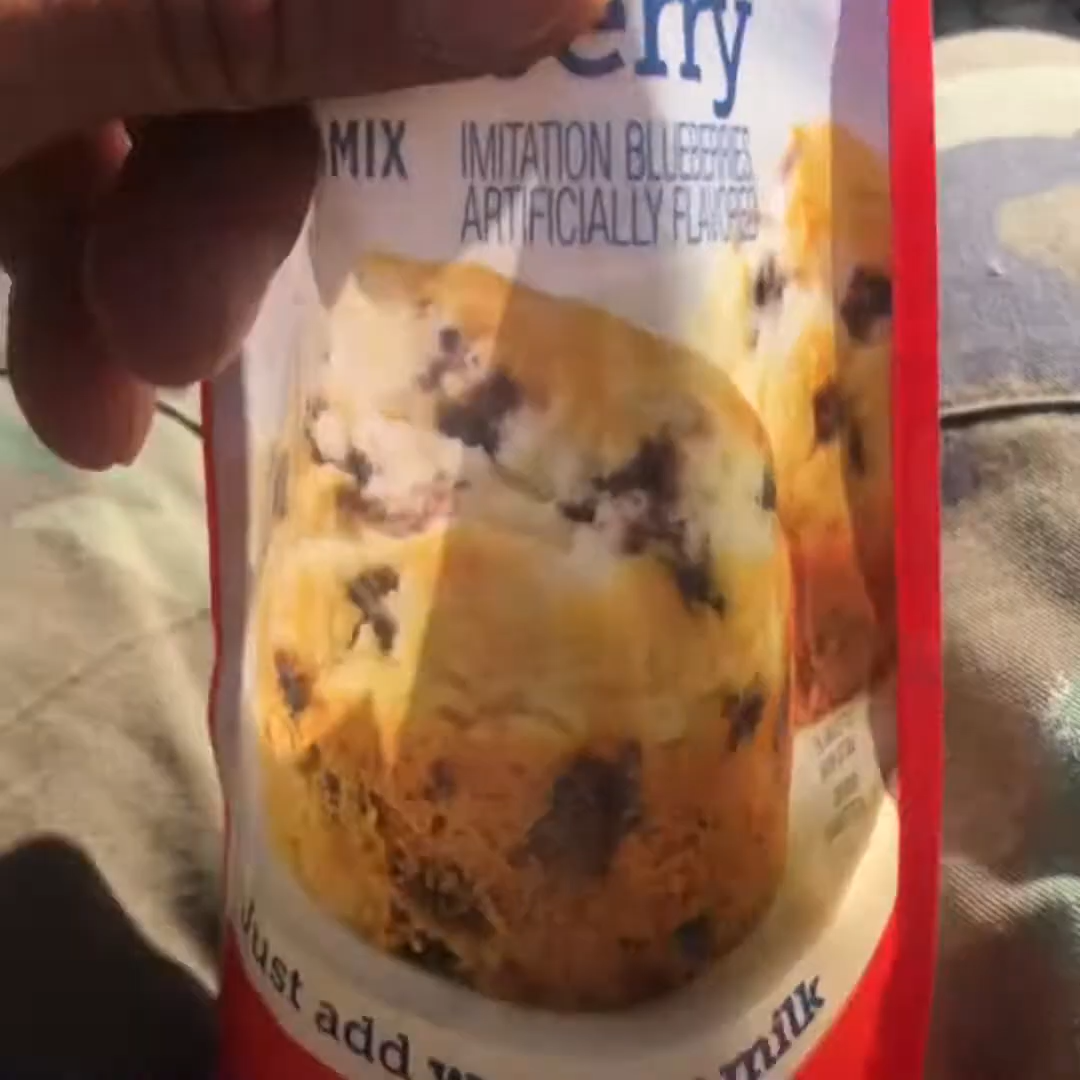 erry
MIX
IMITATION BLUEBERRIES
ARTIFICIALLY FLAVORED
Just add
milk